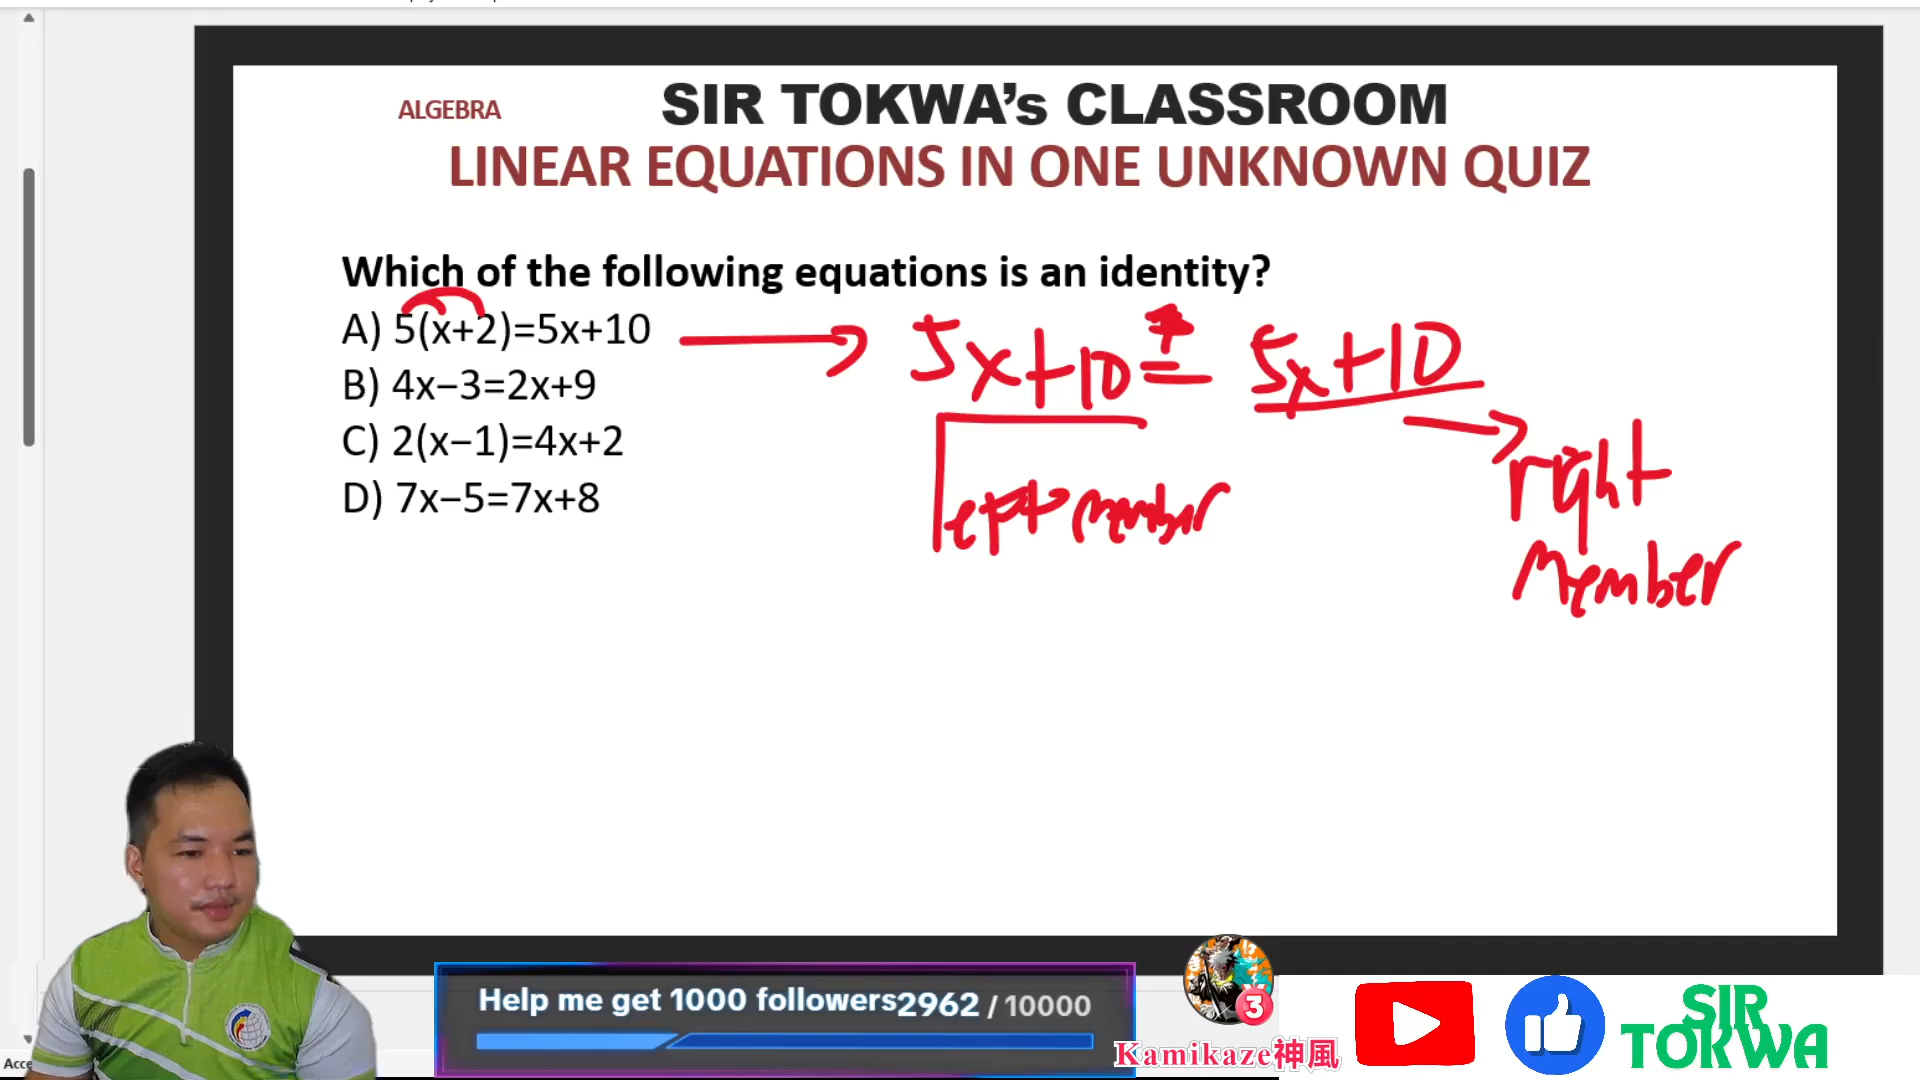 ALGEBRA
SIR TOKWA's CLASSROOM
LINEAR EQUATIONS IN ONE UNKNOWN QUIZ
Which of the following equations is an identity?
A) 5(x+2)=5x+10
5x+10 = 5x+10
B) 4x−3=2x+9
C) 2(x−1)=4x+2
D) 7x−5=7x+8
left member
right
member
Help me get 1000 followers 2962 / 10000
3
Kamikaze神風
SIR
TOKWA
Acce